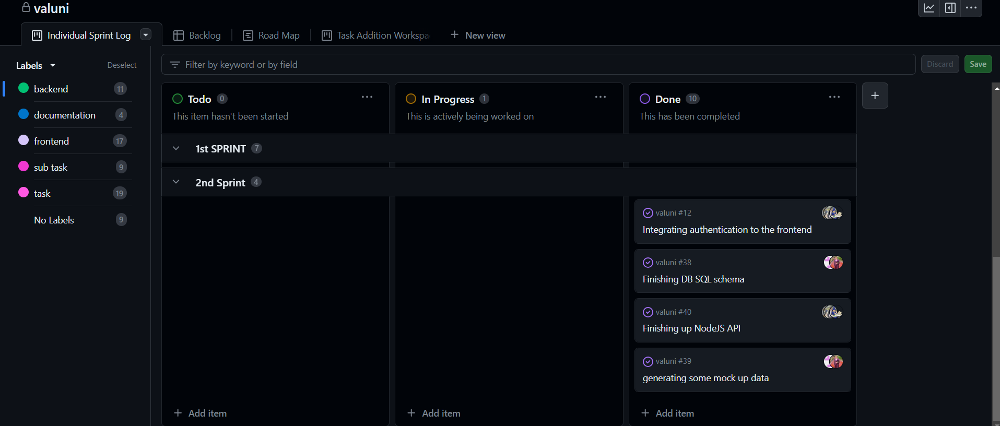 valuni
Individual Sprint Log
Backlog
Road Map
Task Addition Workspa
New view
Labels
Deselect
backend 11
documentation 4
frontend 17
sub task 9
task 19
No Labels 9
Filter by keyword or by field
Discard
Save
Todo 0
This item hasn't been started
In Progress 1
This is actively being worked on
Done 10
This has been completed
1st SPRINT 7
2nd Sprint 4
valuni #12
Integrating authentication to the frontend
valuni #38
Finishing DB SQL schema
valuni #40
Finishing up NodeJS API
valuni #39
generating some mock up data
Add item
Add item
Add item